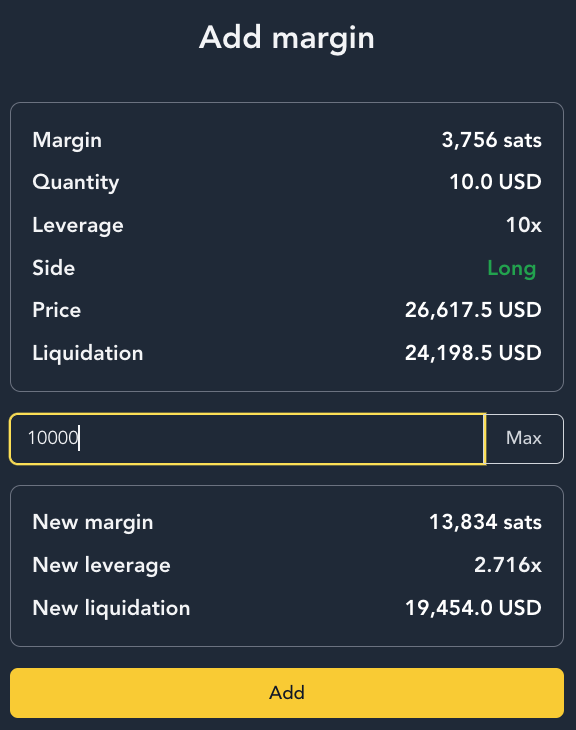 Add margin
Margin 3,756 sats
Quantity 10.0 USD
Leverage 10x
Side Long
Price 26,617.5 USD
Liquidation 24,198.5 USD
10000 Max
New margin 13,834 sats
New leverage 2.716x
New liquidation 19,454.0 USD
Add